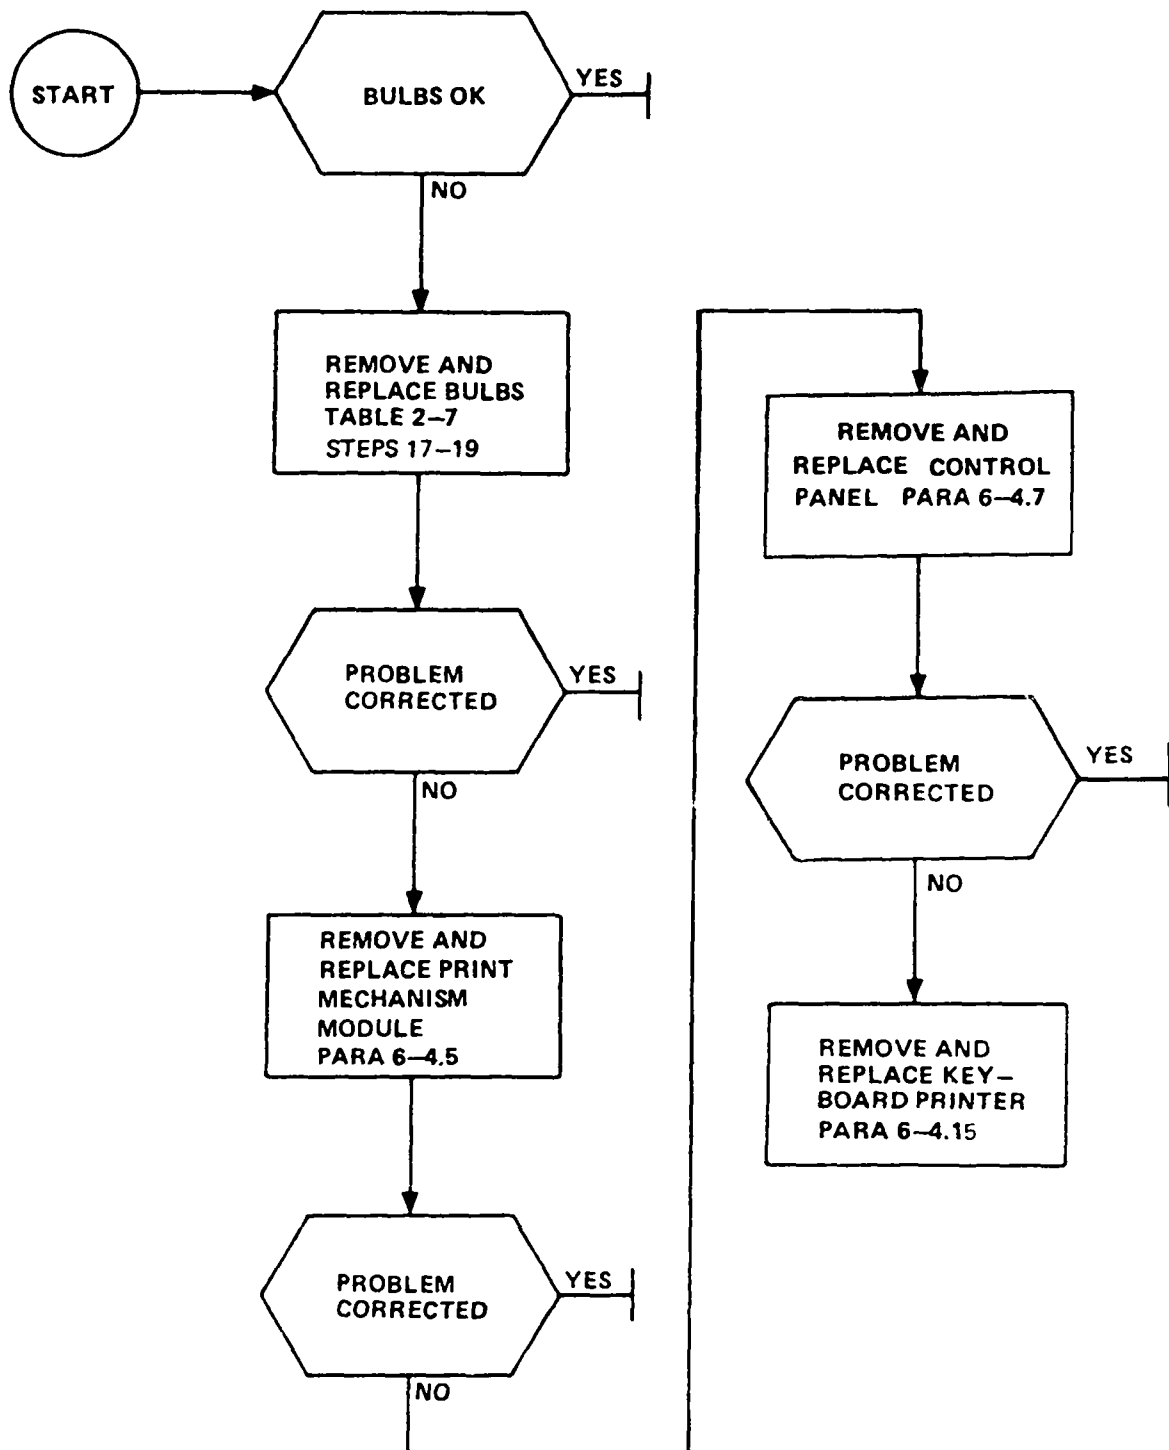 START
BULBS OK
YES
NO
REMOVE AND
REPLACE BULBS
TABLE 2–7
STEPS 17–19
PROBLEM
CORRECTED
YES
NO
REMOVE AND
REPLACE PRINT
MECHANISM
MODULE
PARA 6–4.5
PROBLEM
CORRECTED
YES
NO
REMOVE AND
REPLACE CONTROL
PANEL PARA 6–4.7
PROBLEM
CORRECTED
YES
NO
REMOVE AND
REPLACE KEY–
BOARD PRINTER
PARA 6–4.15